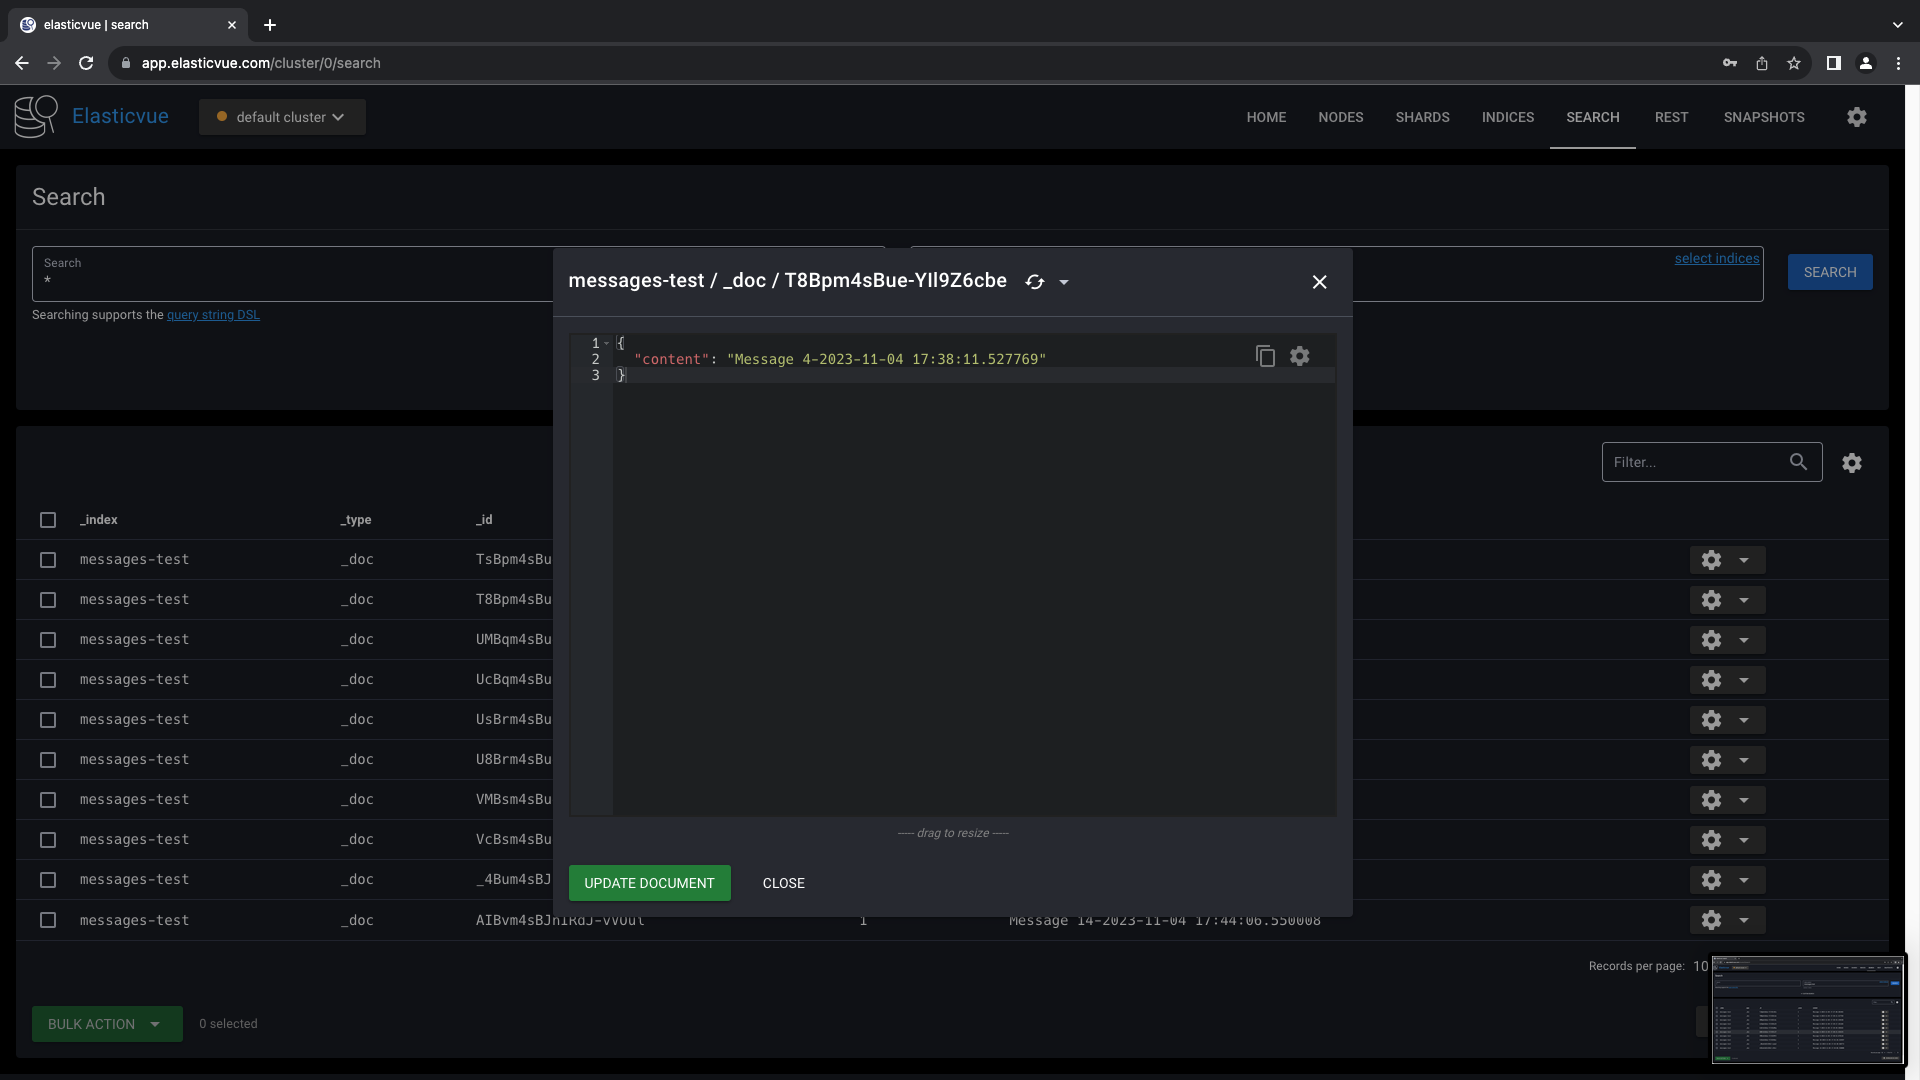 elasticvue | search
app.elasticvue.com/cluster/0/search
Elasticvue
default cluster
HOME
NODES
SHARDS
INDICES
SEARCH
REST
SNAPSHOTS
Search
Search
*
select indices
SEARCH
Searching supports the query string DSL
messages-test / _doc / T8Bpm4sBue-YIl9Z6cbe
1 {
2 "content": "Message 4-2023-11-04 17:38:11.527769"
3 }
---- drag to resize ----
UPDATE DOCUMENT
CLOSE
Filter...
_index _type _id
messages-test _doc TsBpm4sBu
messages-test _doc T8Bpm4sBu
messages-test _doc UMBqm4sBu
messages-test _doc UcBqm4sBu
messages-test _doc UsBrm4sBu
messages-test _doc U8Brm4sBu
messages-test _doc VMBsm4sBu
messages-test _doc VcBsm4sBu
messages-test _doc _4Bum4sBJ
messages-test _doc 1 Message 14-2023-11-04 17:44:06.550008
Records per page: 10
BULK ACTION
0 selected